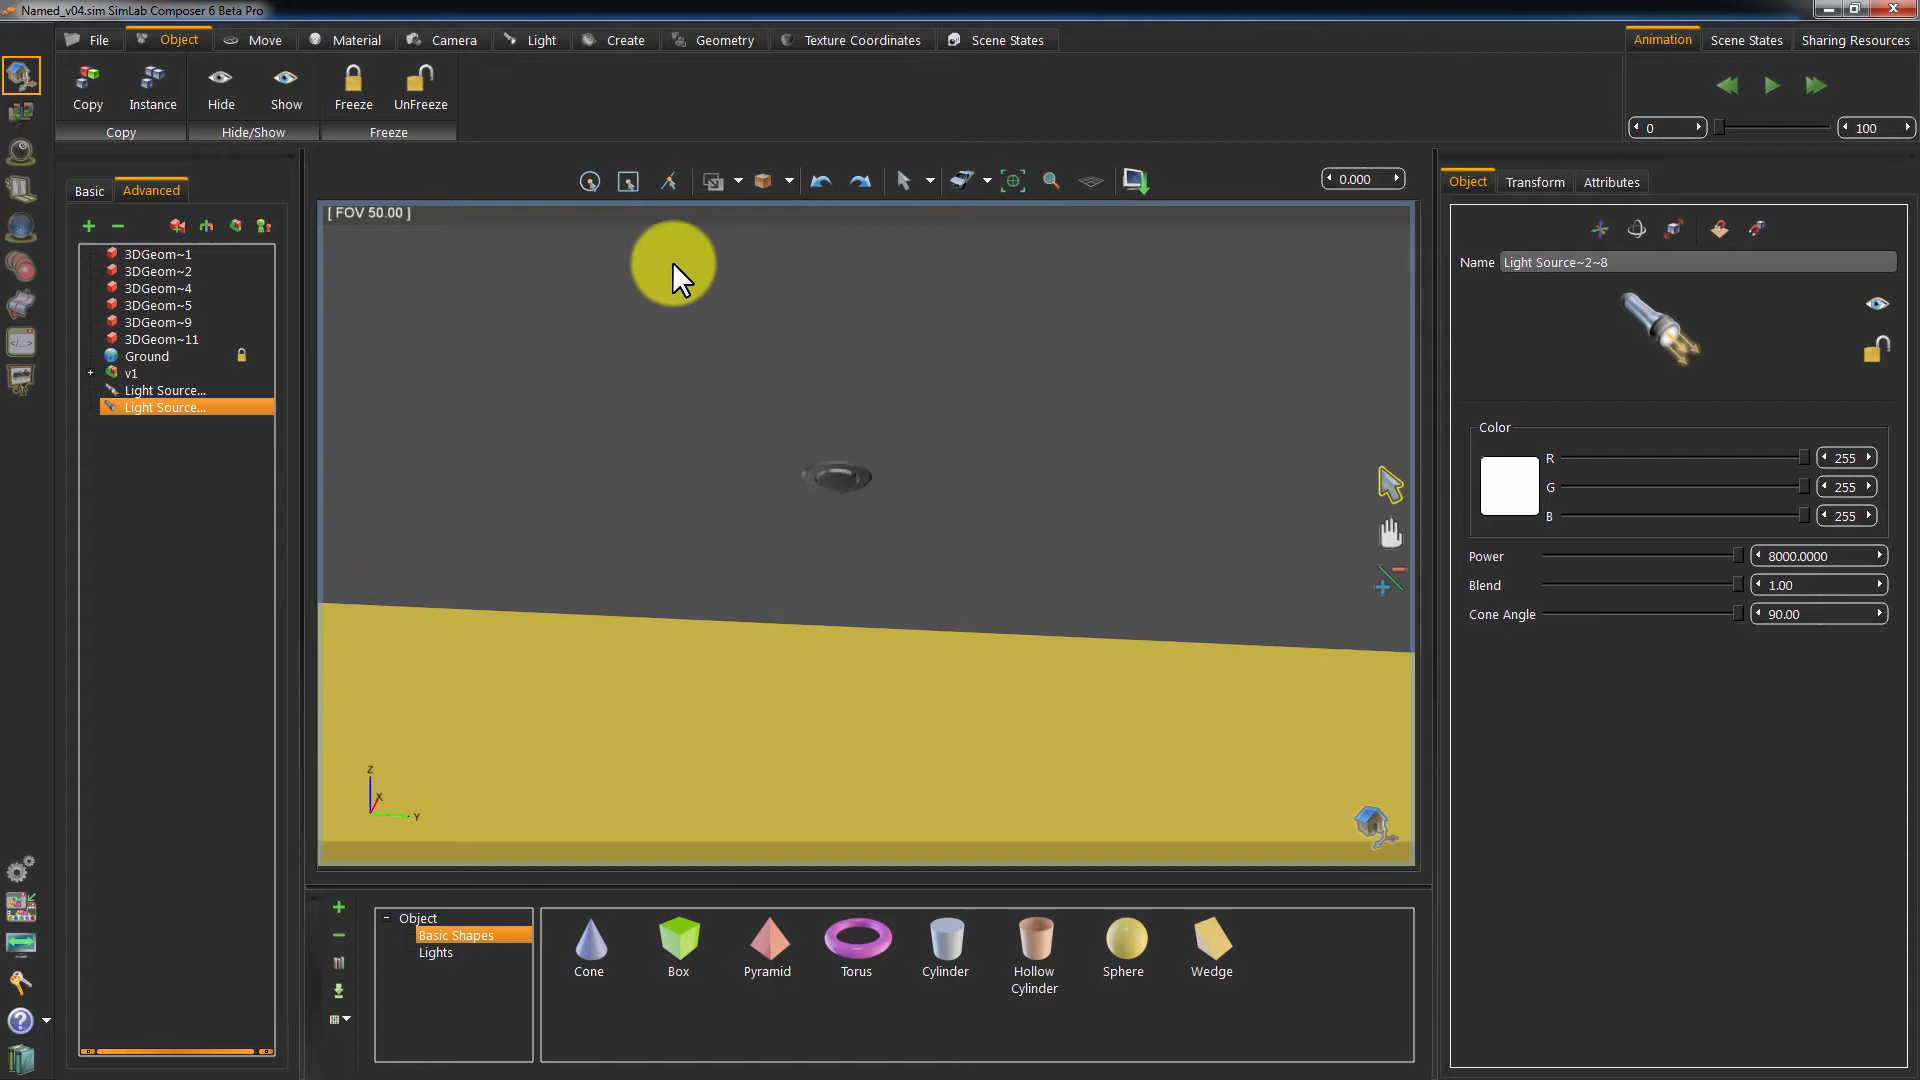 Named_v04.sim SimLab Composer 6 Beta Pro
File
Object
Move
Material
Camera
Light
Create
Geometry
Texture Coordinates
Scene States
Animation
Scene States
Sharing Resources
Copy
Instance
Hide
Show
Freeze
UnFreeze
Copy
Hide/Show
Freeze
0
100
Basic
Advanced
0.000
Object
Transform
Attributes
[ FOV 50.00 ]
3DGeom~1
3DGeom~2
3DGeom~4
3DGeom~5
3DGeom~9
3DGeom~11
Ground
v1
Light Source...
Light Source...
Name
Light Source~2~8
Color
R
255
G
255
B
255
Power
8000.0000
Blend
1.00
Cone Angle
90.00
Z
X
Y
Object
Basic Shapes
Lights
Cone
Box
Pyramid
Torus
Cylinder
Hollow
Cylinder
Sphere
Wedge